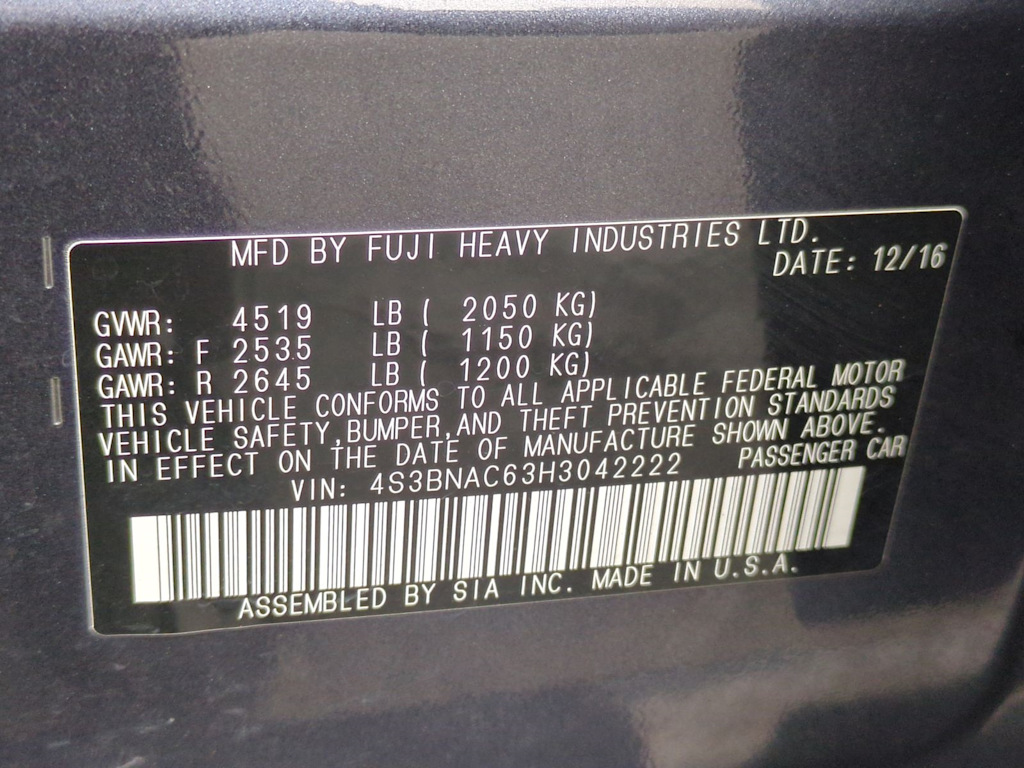 MFD BY FUJI HEAVY INDUSTRIES LTD.
DATE: 12/16
GVWR: 4519 LB ( 2050 KG)
GAWR: F 2535 LB ( 1150 KG)
GAWR: R 2645 LB ( 1200 KG)
THIS VEHICLE CONFORMS TO ALL APPLICABLE FEDERAL MOTOR
VEHICLE SAFETY,BUMPER,AND THEFT PREVENTION STANDARDS
IN EFFECT ON THE DATE OF MANUFACTURE SHOWN ABOVE.
VIN: 4S3BNAC63H3042222 PASSENGER CAR
ASSEMBLED BY SIA INC. MADE IN U.S.A.